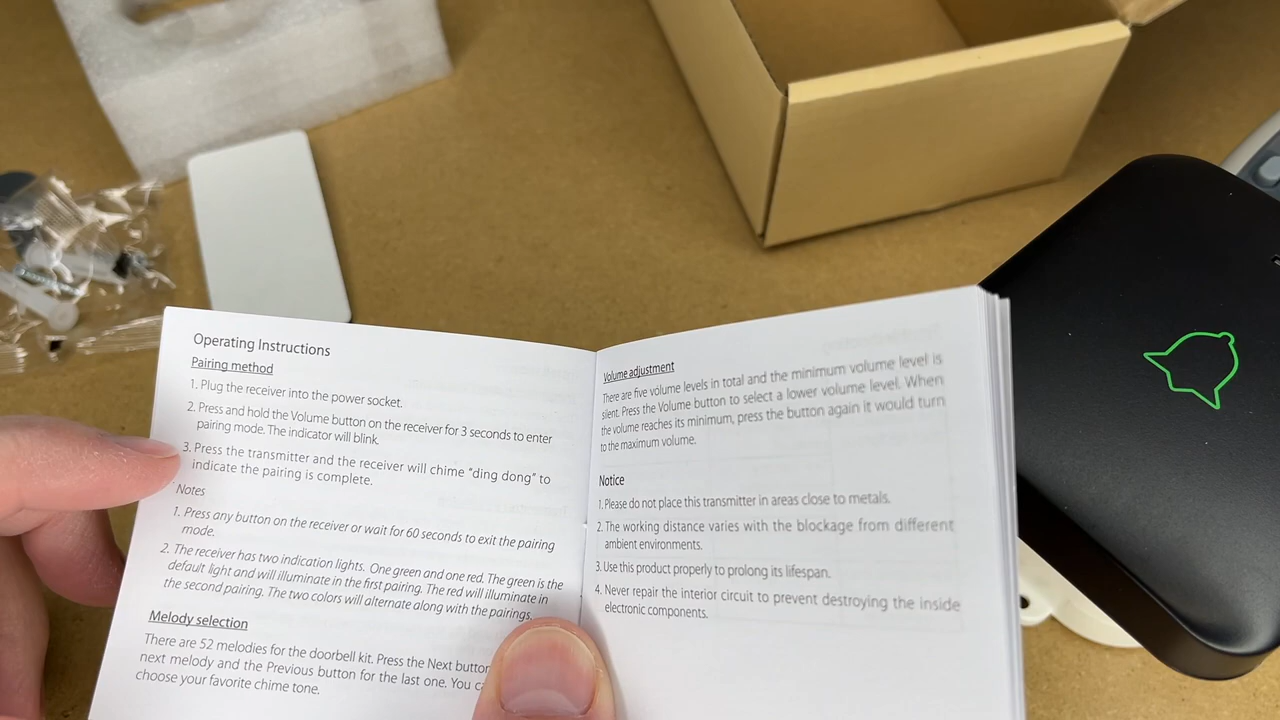 Operating Instructions
Pairing method
1. Plug the receiver into the power socket.
2. Press and hold the Volume button on the receiver for 3 seconds to enter
pairing mode. The indicator will blink.
3. Press the transmitter and the receiver will chime "ding dong" to
indicate the pairing is complete.
Notes
1. Press any button on the receiver or wait for 60 seconds to exit the pairing
mode.
2. The receiver has two indication lights. One green and one red. The green is the
default light and will illuminate in the first pairing. The red will illuminate in
the second pairing. The two colors will alternate along with the pairings.
Melody selection
There are 52 melodies for the doorbell kit. Press the Next button
next melody and the Previous button for the last one. You
choose your favorite chime tone.
Volume adjustment
There are five volume levels in total and the minimum volume level is
silent. Press the Volume button to select a lower volume level. When
the volume reaches its minimum, press the button again it would turn
to the maximum volume.
Notice
1. Please do not place this transmitter in areas close to metals.
2. The working distance varies with the blockage from different
ambient environments.
3. Use this product properly to prolong its lifespan.
4. Never repair the interior circuit to prevent destroying the inside
electronic components.